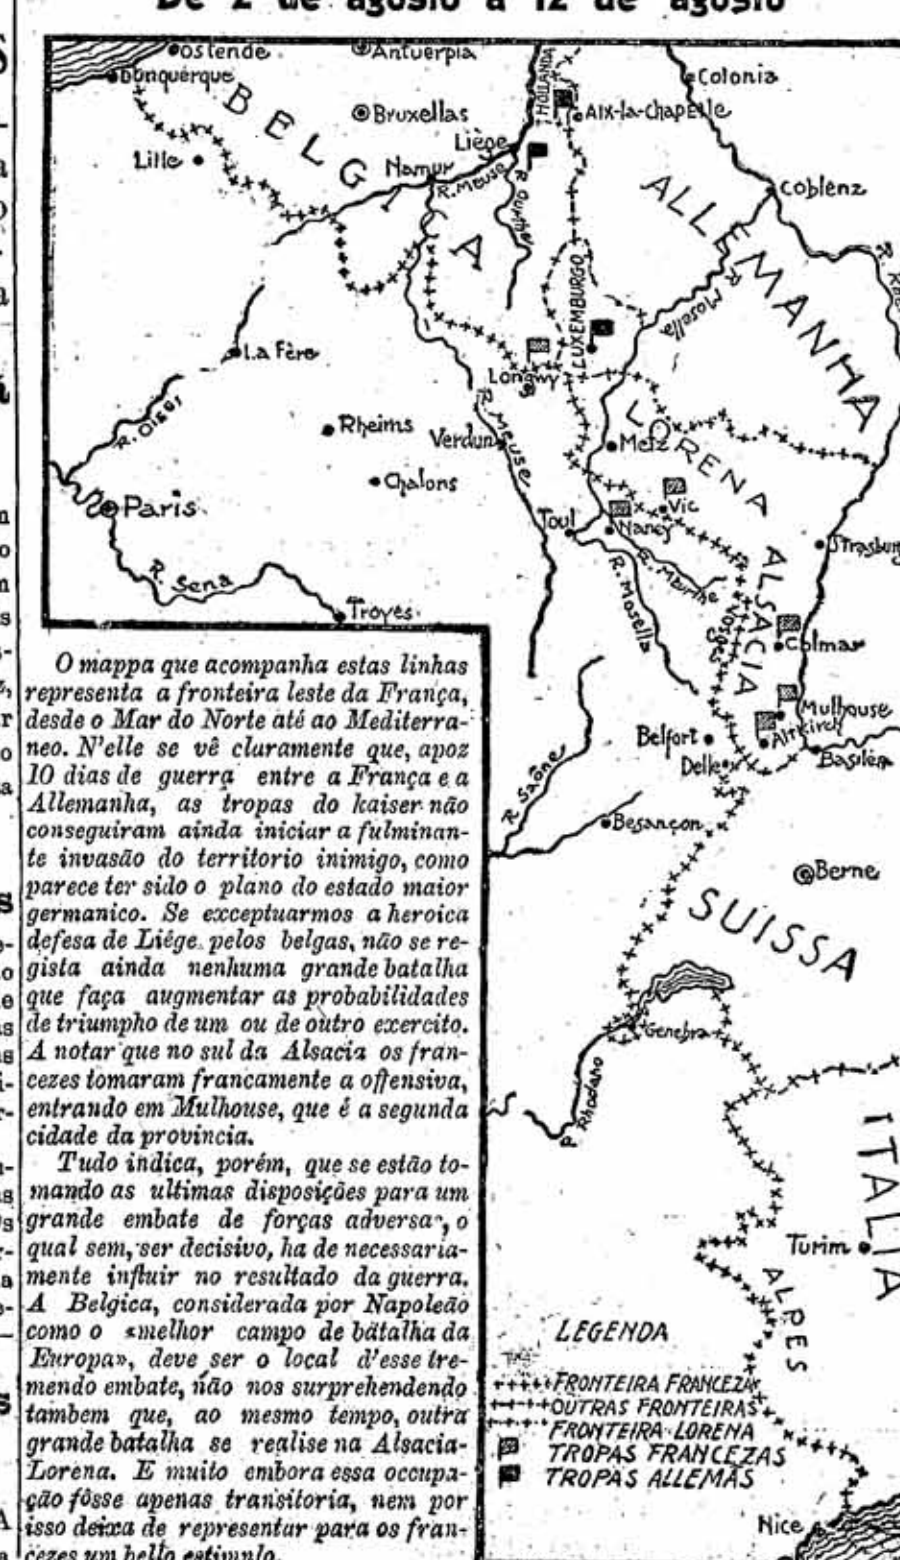 De 2 de agosto a 12 de agosto
Ostende
Antuerpia
Dunquérque
HOLLANDA
Colonia
BELGICA
Bruxellas
Aix-la-Chapelle
Lille
Liège
Namur
R. Meuse
R. Ourthe
ALLEMANHA
Coblenz
LUXEMBURGO
R. Mosella
La Fère
Longwy
R. Oise
Rheims
Verdun
R. Meuse
LORENA
Metz
Chalons
Vic
Paris
Toul
Nancy
Strasburg
R. Sena
R. Meurthe
R. Mosella
ALSACIA
Troyes
Colmar
Mulhouse
Altkirch
Belfort
Delle
Basiléa
R. Saône
Besançon
Berne
SUISSA
Genebra
R. Rhodano
ITALIA
Turim
ALPES
Nice
LEGENDA
FRONTEIRA FRANCEZA
OUTRAS FRONTEIRAS
FRONTEIRA LORENA
TROPAS FRANCEZAS
TROPAS ALLEMÃS
O mappa que acompanha estas linhas
representa a fronteira leste da França,
desde o Mar do Norte até ao Mediterra-
neo. N'elle se vê cluramente que, apoz
10 dias de guerra entre a França e a
Allemanha, as tropas do kaiser não
conseguiram ainda iniciar a fulminan-
te invasão do territorio inimigo, como
parece ter sido o plano do estado maior
germanico. Se exceptuarmos a heroica
defesa de Liége pelos belgas, não se re-
gista ainda nenhuma grande batalha
que faça augmentar as probabilidades
de triumpho de um ou de outro exercito.
A notar que no sul da Alsacia os fran-
cezes tomaram francamente a offensiva,
entrando em Mulhouse, que é a segunda
cidade da provincia.
Tudo indica, porém, que se estão to-
mando as ultimas disposições para um
grande embate de forças adversas, o
qual sem, ser decisivo, ha de necessaria-
mente influir no resultado da guerra.
A Belgica, considerada por Napoleão
como o «melhor campo de batalha da
Europa», deve ser o local d'esse tre-
mendo embate, não nos surprehendendo
tambem que, ao mesmo tempo, outra
grande batalha se realise na Alsacia-
Lorena. E muito embora essa occupa-
ção fôsse apenas transitoria, nem por
isso deixa de representar para os fran-
cezes um bello estimulo.